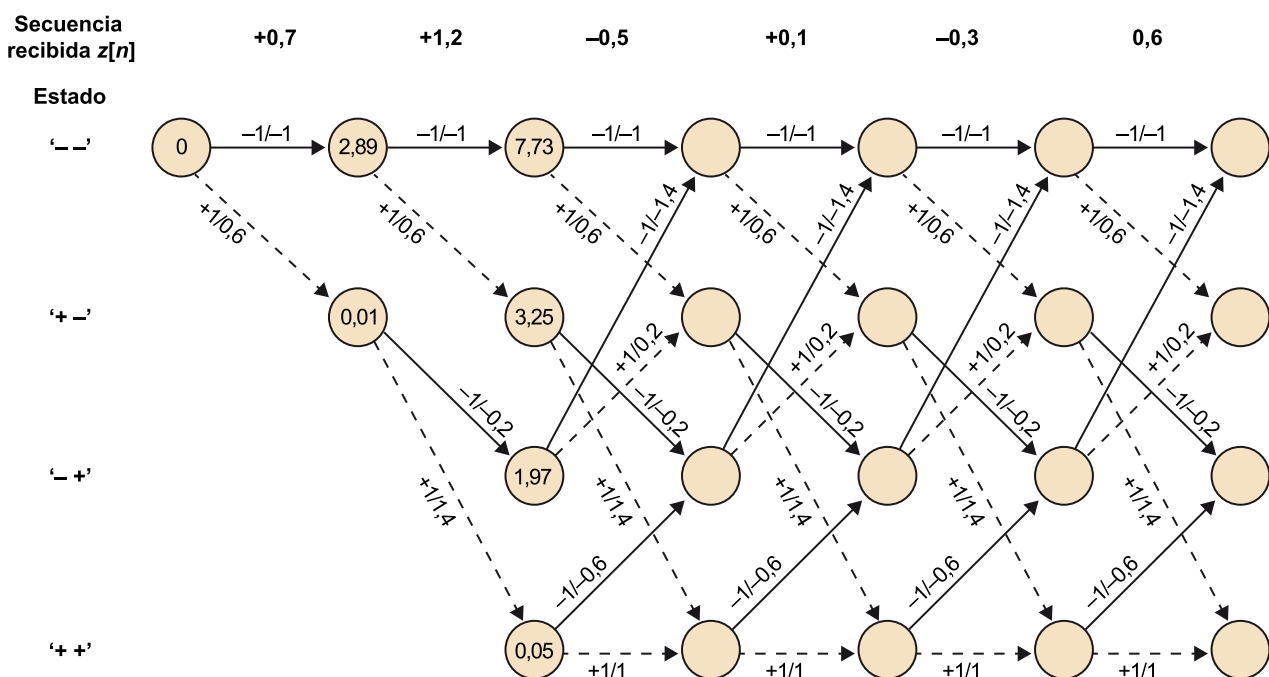 Secuencia
recibida z[n]
+0,7 +1,2 –0,5 +0,1 –0,3 0,6
Estado
‘– –’
0 –1/–1 2,89 –1/–1 7,73 –1/–1 –1/–1 –1/–1 –1/–1
+1/0,6 +1/0,6 +1/0,6 +1/0,6 +1/0,6 +1/0,6
–1/–1,4 –1/–1,4 –1/–1,4 –1/–1,4
‘+ –’
0,01 3,25
+1/0,2 +1/0,2 +1/0,2 +1/0,2
–1/–0,2 –1/–0,2 –1/–0,2 –1/–0,2 –1/–0,2
‘– +’
1,97
+1/1,4 +1/1,4 +1/1,4 +1/1,4 +1/1,4
–1/–0,6 –1/–0,6 –1/–0,6 –1/–0,6
‘+ +’
0,05
+1/1 +1/1 +1/1 +1/1